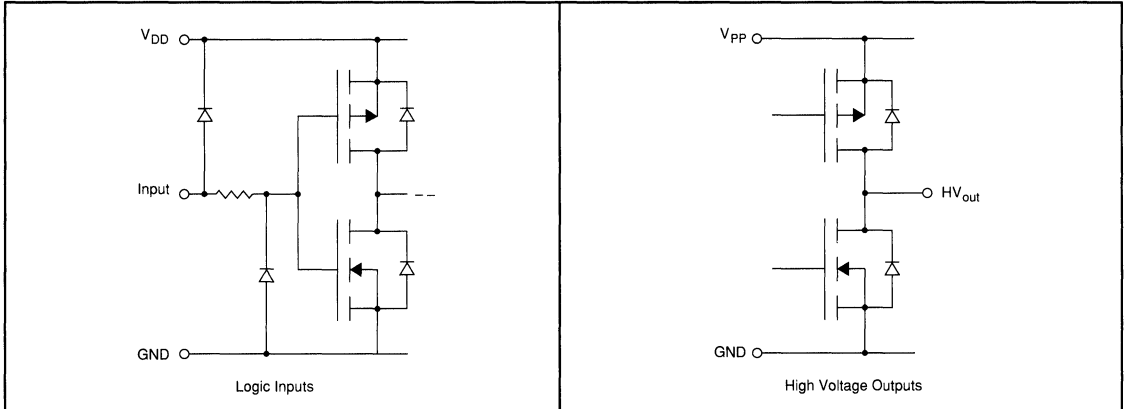 VDD
Input
GND
Logic Inputs
VPP
HVout
GND
High Voltage Outputs